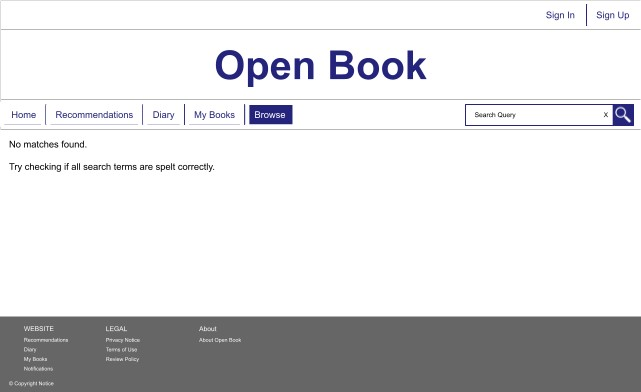 Sign In
Sign Up
Open Book
Home
Recommendations
Diary
My Books
Browse
Search Query
X
No matches found.
Try checking if all search terms are spelt correctly.
WEBSITE
Recommendations
Diary
My Books
Notifications
LEGAL
Privacy Notice
Terms of Use
Review Policy
About
About Open Book
© Copyright Notice